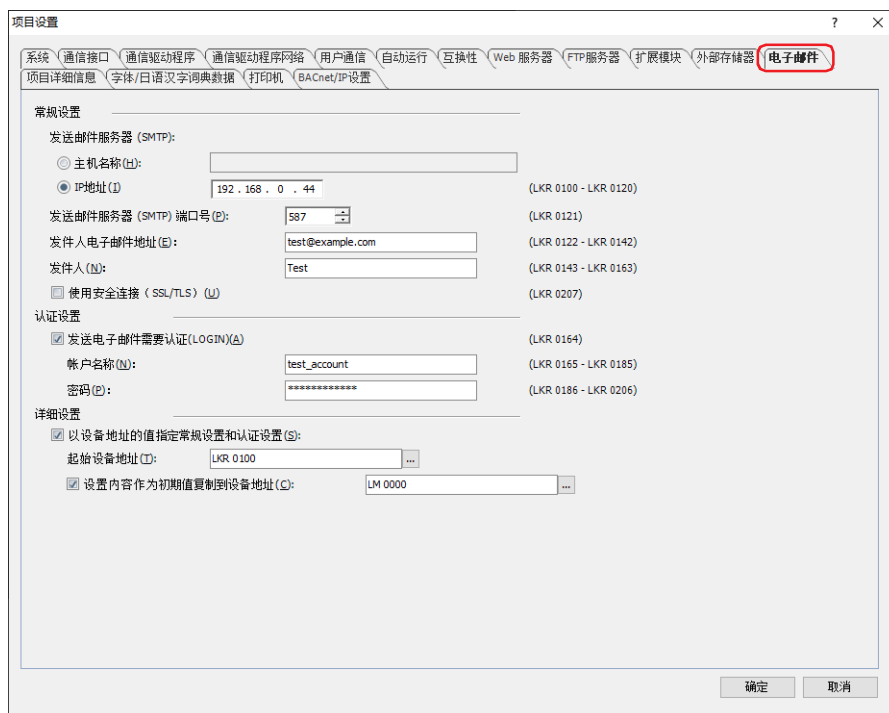 项目设置 ? ×
系统 通信接口 通信驱动程序 通信驱动程序网络 用户通信 自动运行 互换性 Web 服务器 FTP服务器 扩展模块 外部存储器 电子邮件
项目详细信息 字体/日语汉字词典数据 打印机 BACnet/IP设置
常规设置
发送邮件服务器 (SMTP):
主机名称(H):
IP地址(I) 192 . 168 . 0 . 44 (LKR 0100 - LKR 0120)
发送邮件服务器 (SMTP) 端口号(P): 587 (LKR 0121)
发件人电子邮件地址(E): test@example.com (LKR 0122 - LKR 0142)
发件人(N): Test (LKR 0143 - LKR 0163)
使用安全连接（SSL/TLS）(U) (LKR 0207)
认证设置
发送电子邮件需要认证(LOGIN)(A) (LKR 0164)
帐户名称(N): test_account (LKR 0165 - LKR 0185)
密码(P): ************ (LKR 0186 - LKR 0206)
详细设置
以设备地址的值指定常规设置和认证设置(S):
起始设备地址(T): LKR 0100 ...
设置内容作为初期值复制到设备地址(C): LM 0000 ...
确定 取消